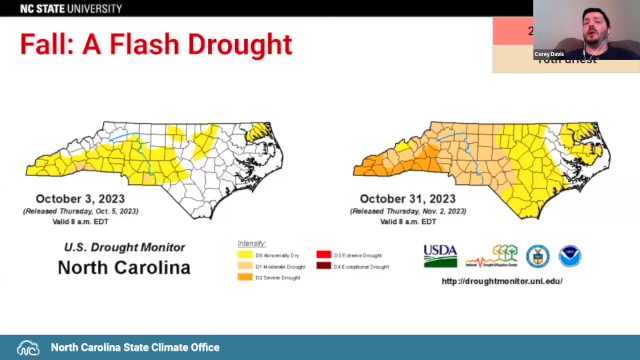 NC STATE UNIVERSITY
Fall: A Flash Drought
2
Corey Davis
10th driest
October 3, 2023
(Released Thursday, Oct. 5, 2023)
Valid 8 a.m. EDT
October 31, 2023
(Released Thursday, Nov. 2, 2023)
Valid 8 a.m. EDT
U.S. Drought Monitor
North Carolina
Intensity:
D0 Abnormally Dry
D1 Moderate Drought
D2 Severe Drought
D3 Extreme Drought
D4 Exceptional Drought
USDA
http://droughtmonitor.unl.edu/
North Carolina State Climate Office